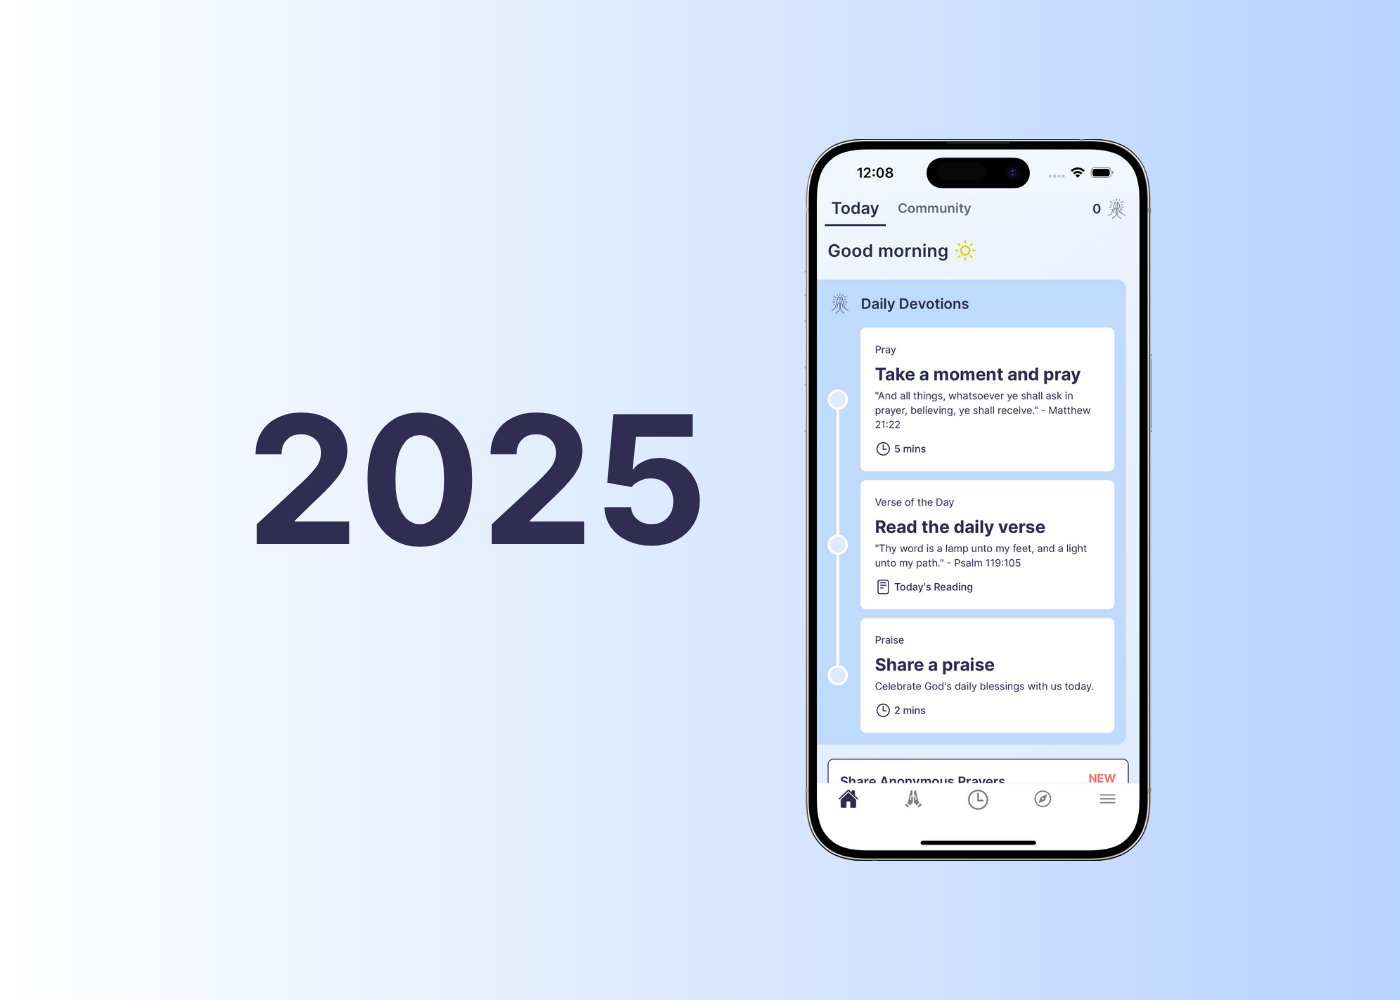 2025
12:08
Today Community 0
Good morning
Daily Devotions
Pray
Take a moment and pray
"And all things, whatsoever ye shall ask in
prayer, believing, ye shall receive." - Matthew
21:22
5 mins
Verse of the Day
Read the daily verse
"Thy word is a lamp unto my feet, and a light
unto my path." - Psalm 119:105
Today's Reading
Praise
Share a praise
Celebrate God's daily blessings with us today.
2 mins
Share Anonymous Prayers NEW